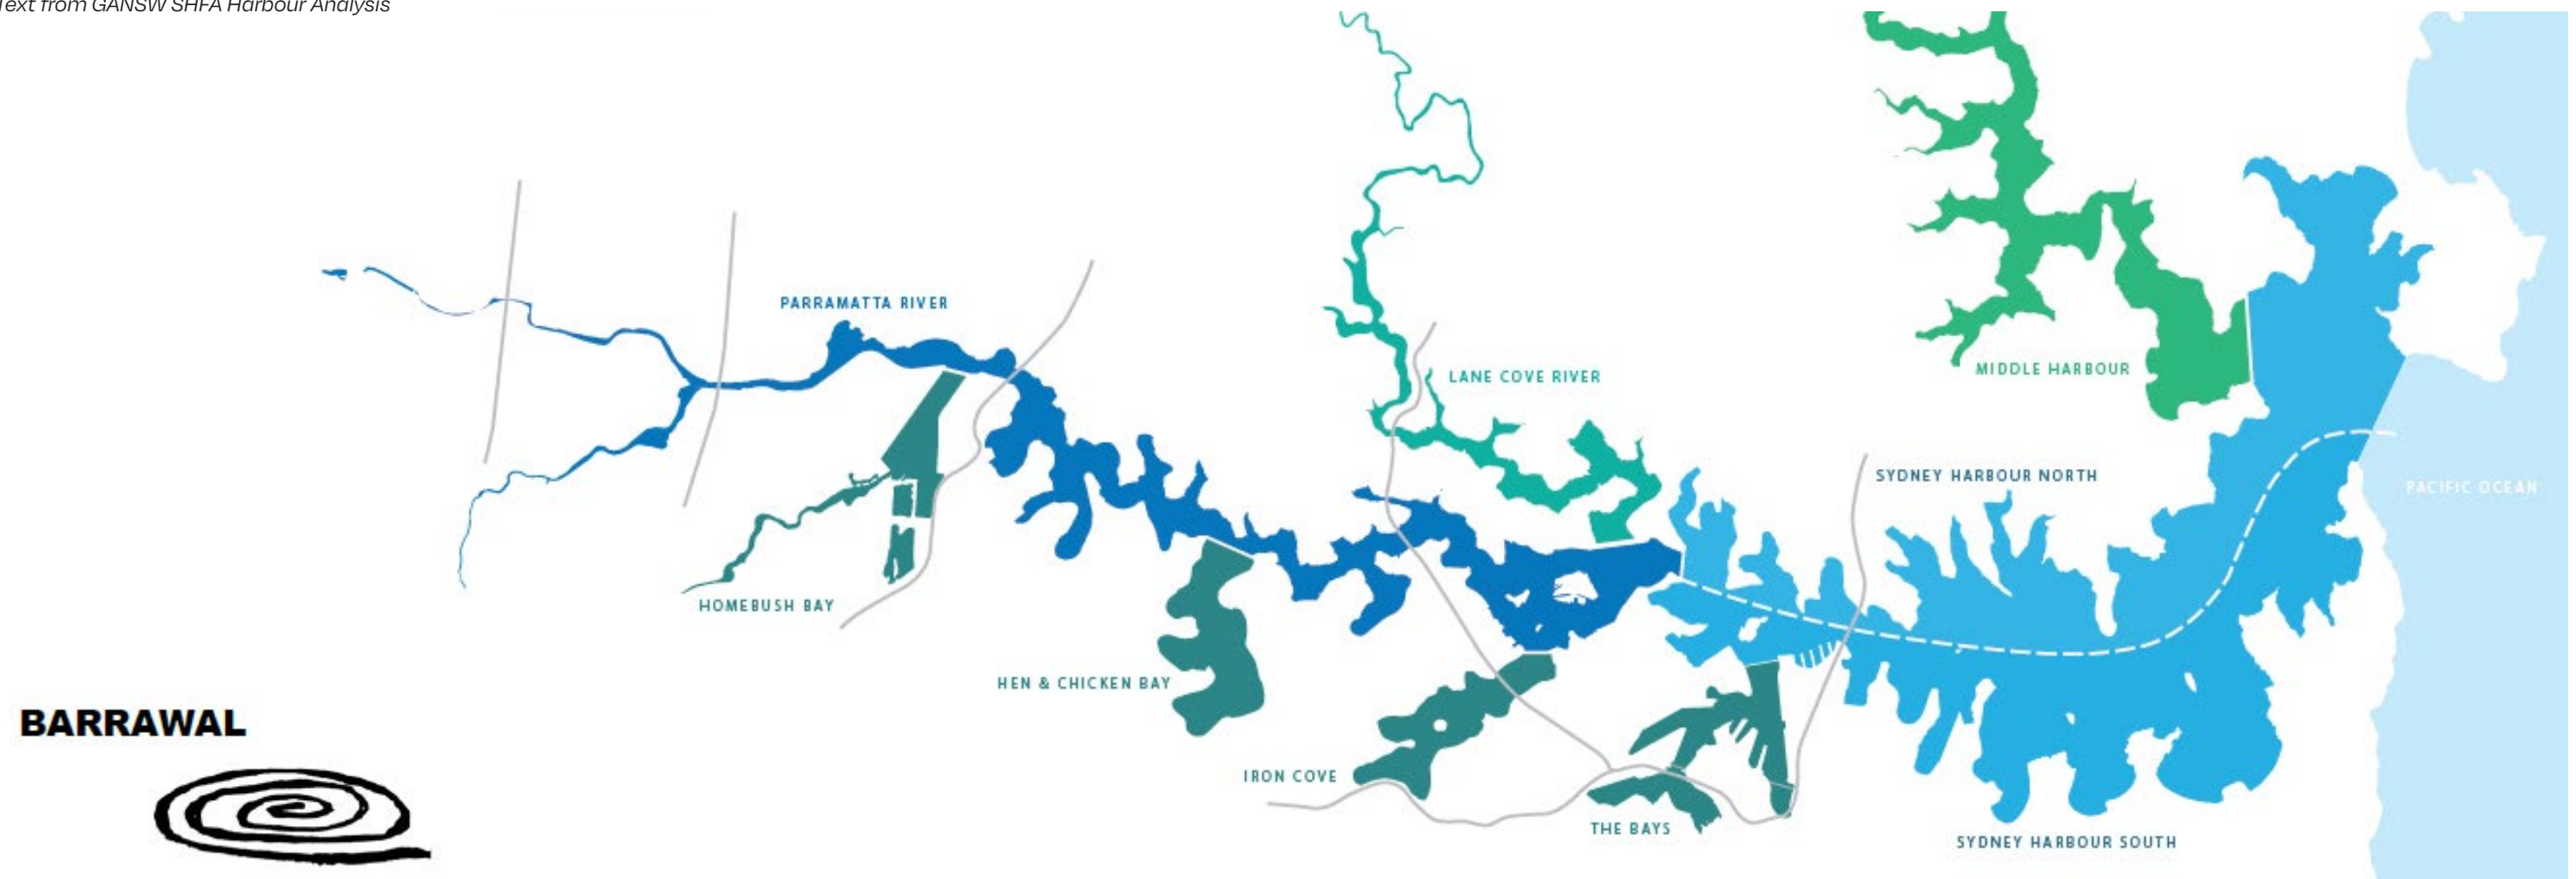 Text from GANSW SHFA Harbour Analysis
PARRAMATTA RIVER
LANE COVE RIVER
MIDDLE HARBOUR
SYDNEY HARBOUR NORTH
PACIFIC OCEAN
HOMEBUSH BAY
HEN & CHICKEN BAY
BARRAWAL
IRON COVE
THE BAYS
SYDNEY HARBOUR SOUTH